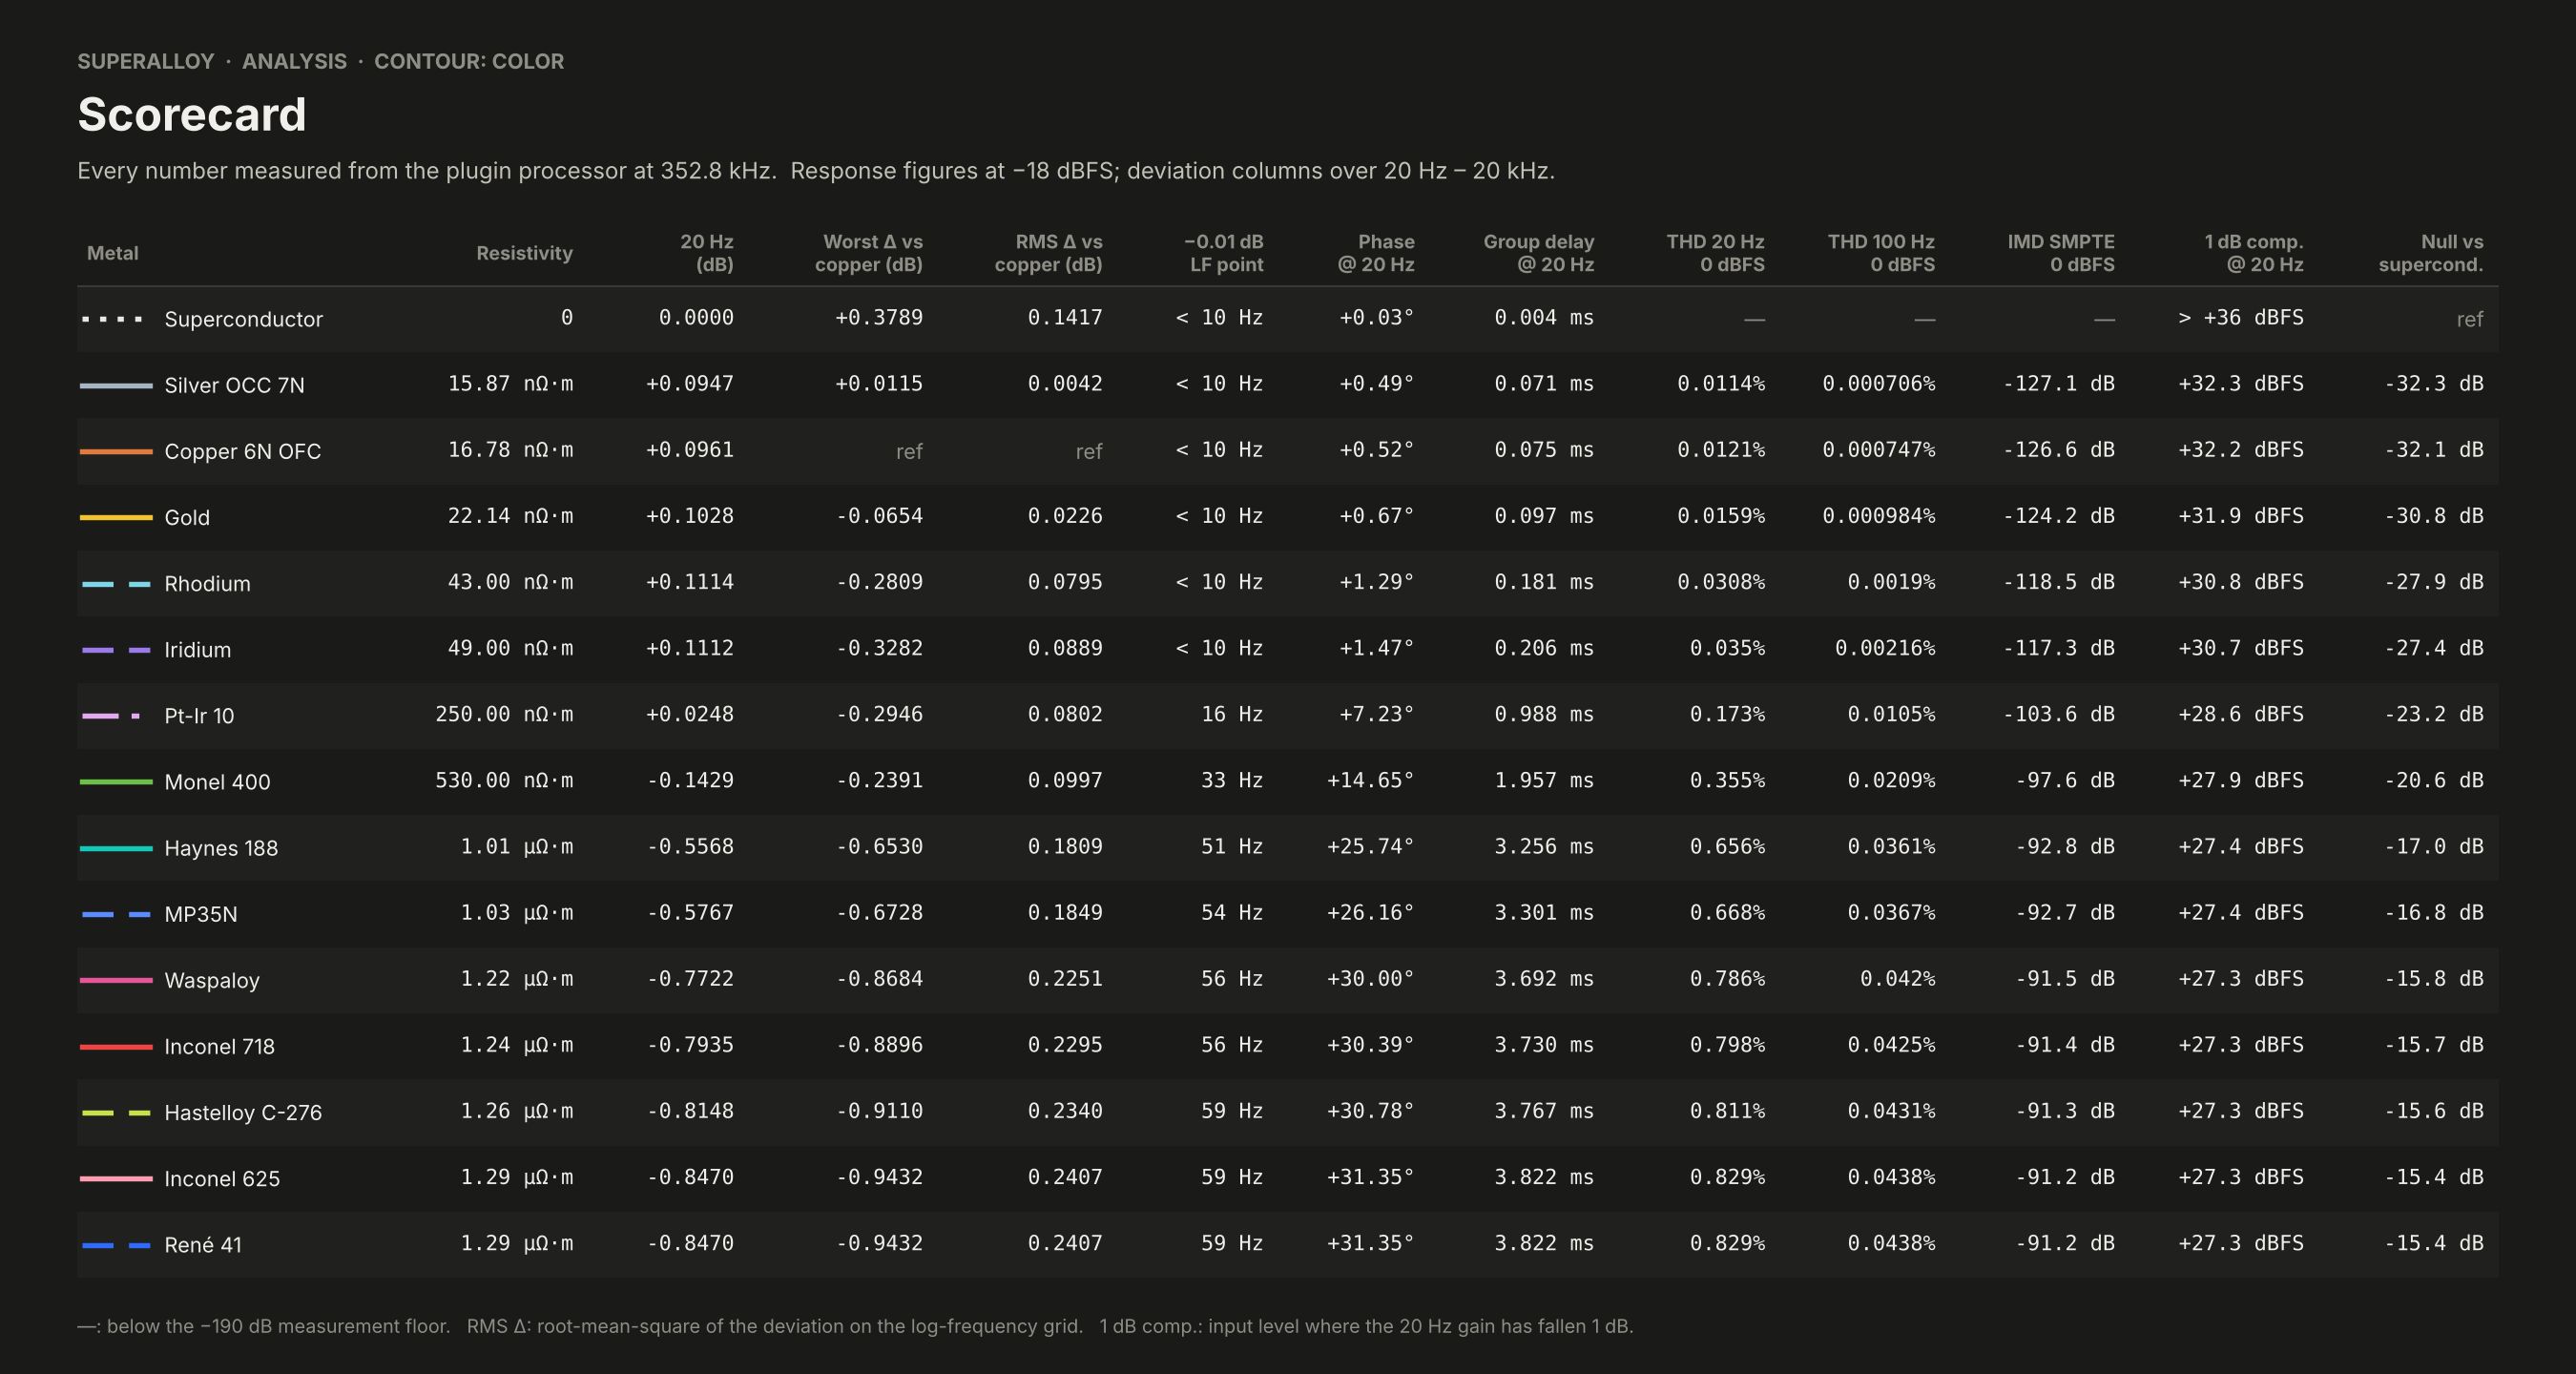 SUPERALLOY · ANALYSIS · CONTOUR: COLOR
Scorecard
Every number measured from the plugin processor at 352.8 kHz. Response figures at −18 dBFS; deviation columns over 20 Hz – 20 kHz.
Metal Resistivity 20 Hz (dB) Worst Δ vs copper (dB) RMS Δ vs copper (dB) −0.01 dB LF point Phase @ 20 Hz Group delay @ 20 Hz THD 20 Hz 0 dBFS THD 100 Hz 0 dBFS IMD SMPTE 0 dBFS 1 dB comp. @ 20 Hz Null vs supercond.
Superconductor 0 0.0000 +0.3789 0.1417 < 10 Hz +0.03° 0.004 ms — — — > +36 dBFS ref
Silver OCC 7N 15.87 nΩ·m +0.0947 +0.0115 0.0042 < 10 Hz +0.49° 0.071 ms 0.0114% 0.000706% -127.1 dB +32.3 dBFS -32.3 dB
Copper 6N OFC 16.78 nΩ·m +0.0961 ref ref < 10 Hz +0.52° 0.075 ms 0.0121% 0.000747% -126.6 dB +32.2 dBFS -32.1 dB
Gold 22.14 nΩ·m +0.1028 -0.0654 0.0226 < 10 Hz +0.67° 0.097 ms 0.0159% 0.000984% -124.2 dB +31.9 dBFS -30.8 dB
Rhodium 43.00 nΩ·m +0.1114 -0.2809 0.0795 < 10 Hz +1.29° 0.181 ms 0.0308% 0.0019% -118.5 dB +30.8 dBFS -27.9 dB
Iridium 49.00 nΩ·m +0.1112 -0.3282 0.0889 < 10 Hz +1.47° 0.206 ms 0.035% 0.00216% -117.3 dB +30.7 dBFS -27.4 dB
Pt-Ir 10 250.00 nΩ·m +0.0248 -0.2946 0.0802 16 Hz +7.23° 0.988 ms 0.173% 0.0105% -103.6 dB +28.6 dBFS -23.2 dB
Monel 400 530.00 nΩ·m -0.1429 -0.2391 0.0997 33 Hz +14.65° 1.957 ms 0.355% 0.0209% -97.6 dB +27.9 dBFS -20.6 dB
Haynes 188 1.01 μΩ·m -0.5568 -0.6530 0.1809 51 Hz +25.74° 3.256 ms 0.656% 0.0361% -92.8 dB +27.4 dBFS -17.0 dB
MP35N 1.03 μΩ·m -0.5767 -0.6728 0.1849 54 Hz +26.16° 3.301 ms 0.668% 0.0367% -92.7 dB +27.4 dBFS -16.8 dB
Waspaloy 1.22 μΩ·m -0.7722 -0.8684 0.2251 56 Hz +30.00° 3.692 ms 0.786% 0.042% -91.5 dB +27.3 dBFS -15.8 dB
Inconel 718 1.24 μΩ·m -0.7935 -0.8896 0.2295 56 Hz +30.39° 3.730 ms 0.798% 0.0425% -91.4 dB +27.3 dBFS -15.7 dB
Hastelloy C-276 1.26 μΩ·m -0.8148 -0.9110 0.2340 59 Hz +30.78° 3.767 ms 0.811% 0.0431% -91.3 dB +27.3 dBFS -15.6 dB
Inconel 625 1.29 μΩ·m -0.8470 -0.9432 0.2407 59 Hz +31.35° 3.822 ms 0.829% 0.0438% -91.2 dB +27.3 dBFS -15.4 dB
René 41 1.29 μΩ·m -0.8470 -0.9432 0.2407 59 Hz +31.35° 3.822 ms 0.829% 0.0438% -91.2 dB +27.3 dBFS -15.4 dB
—: below the −190 dB measurement floor. RMS Δ: root-mean-square of the deviation on the log-frequency grid. 1 dB comp.: input level where the 20 Hz gain has fallen 1 dB.